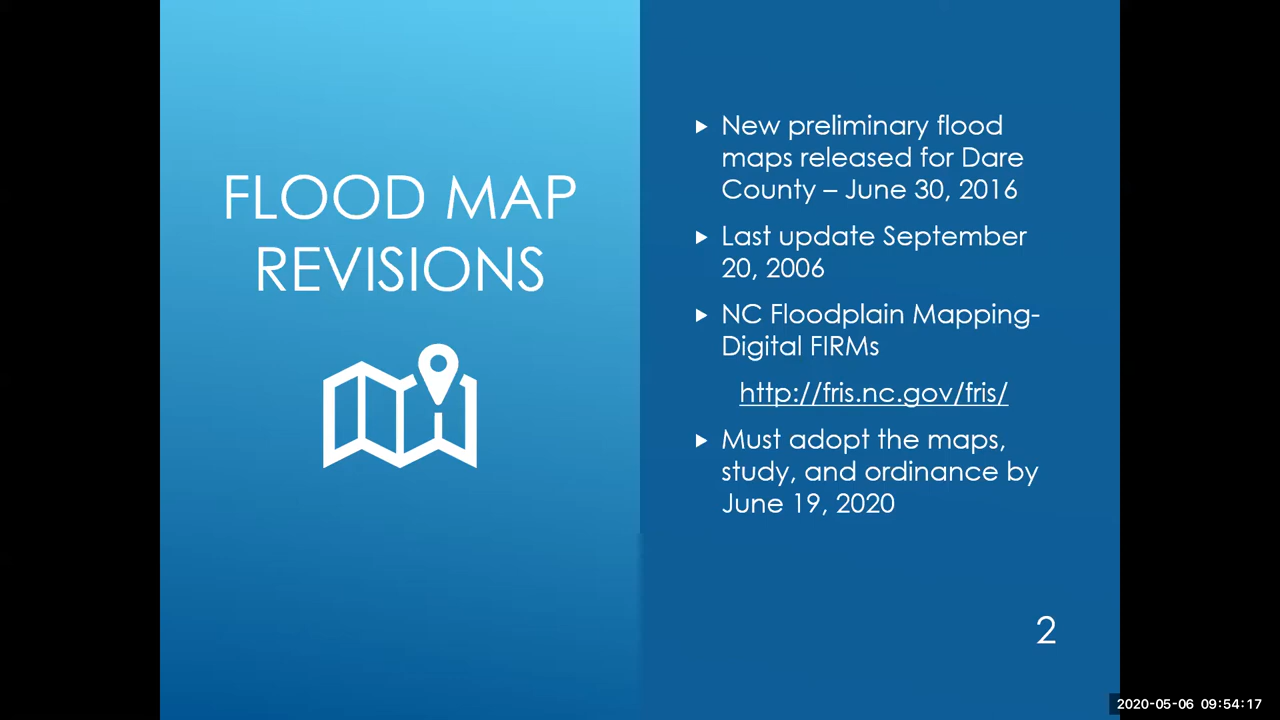 FLOOD MAP
REVISIONS
New preliminary flood
maps released for Dare
County – June 30, 2016
Last update September
20, 2006
NC Floodplain Mapping-
Digital FIRMs
http://fris.nc.gov/fris/
Must adopt the maps,
study, and ordinance by
June 19, 2020
2
2020-05-06 09:54:17